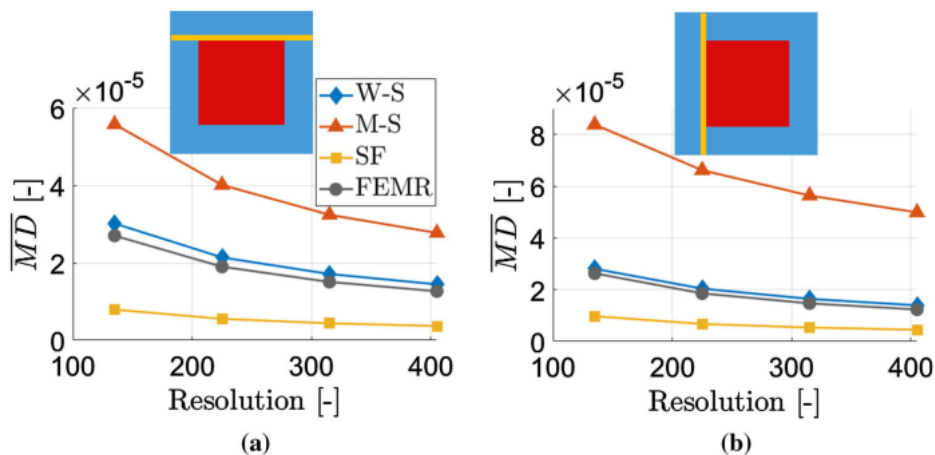 ×10⁻⁵
6
4
2
0
M̅D̅ [-]
W-S
M-S
SF
FEMR
100
200
300
400
Resolution [-]
(a)
×10⁻⁵
8
6
4
2
0
M̅D̅ [-]
100
200
300
400
Resolution [-]
(b)